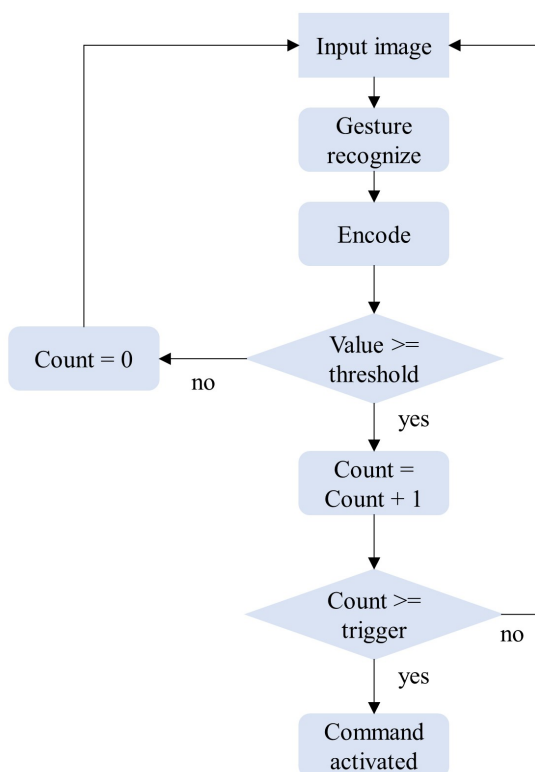 Input image
Gesture
recognize
Encode
Value >=
threshold
Count = 0
no
yes
Count =
Count + 1
Count >=
trigger
no
yes
Command
activated